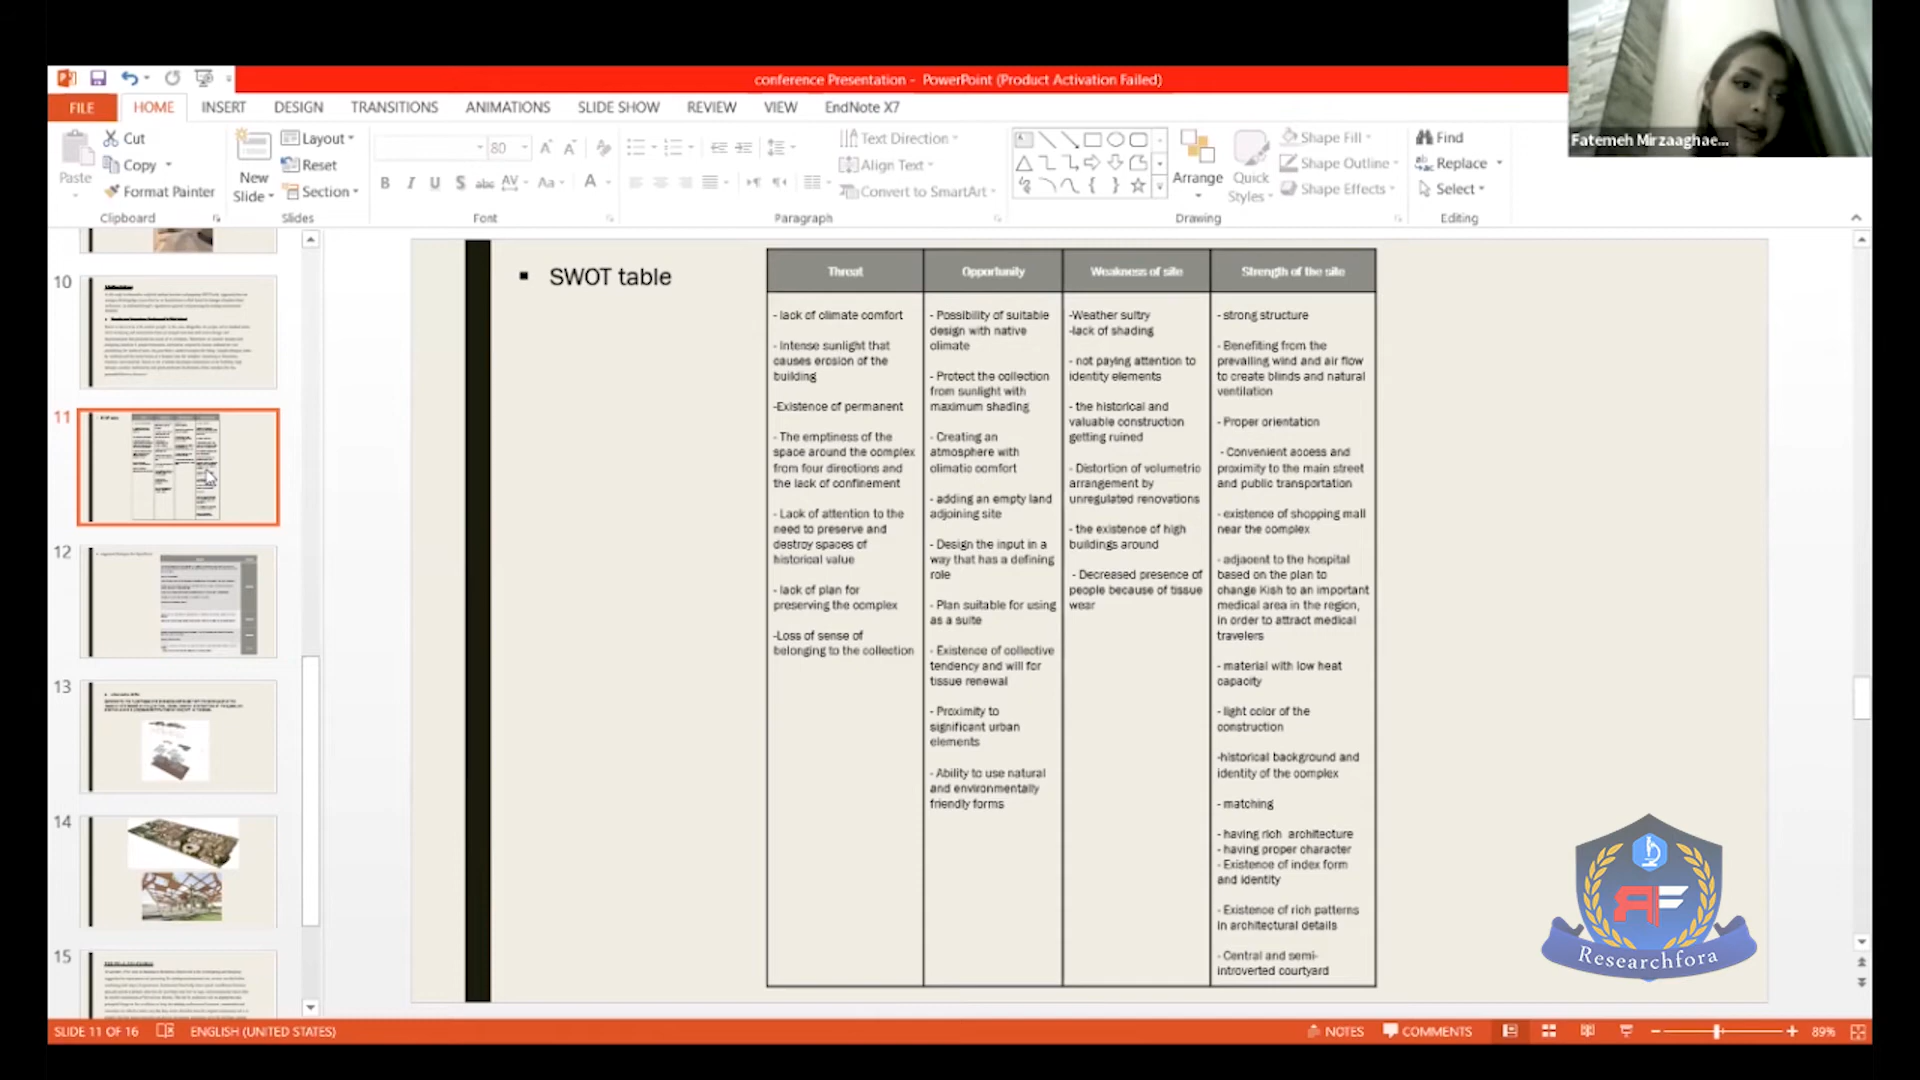 conference Presentation - PowerPoint (Product Activation Failed)
FILE
HOME
INSERT
DESIGN
TRANSITIONS
ANIMATIONS
SLIDE SHOW
REVIEW
VIEW
EndNote X7
Paste
Cut
Copy
Format Painter
Clipboard
New
Slide
Layout
Reset
Section
Slides
80
Font
Text Direction
Align Text
Convert to SmartArt
Paragraph
Arrange
Quick
Styles
Shape Fill
Shape Outline
Shape Effects
Drawing
Find
Replace
Select
Editing
Fatemeh Mirzaaghae...
10
11
12
13
14
15
SWOT table
Threat
- lack of climate comfort
- Intense sunlight that
causes erosion of the
building
-Existence of permanent
- The emptiness of the
space around the complex
from four directions and
the lack of confinement
- Lack of attention to the
need to preserve and
destroy spaces of
historical value
- lack of plan for
preserving the complex
-Loss of sense of
belonging to the collection
Opportunity
- Possibility of suitable
design with native
climate
- Protect the collection
from sunlight with
maximum shading
- Creating an
atmosphere with
climatic comfort
- adding an empty land
adjoining site
- Design the input in a
way that has a defining
role
- Plan suitable for using
as a suite
- Existence of collective
tendency and will for
tissue renewal
- Proximity to
significant urban
elements
- Ability to use natural
and environmentally
friendly forms
Weakness of site
-Weather sultry
-lack of shading
- not paying attention to
identity elements
- the historical and
valuable construction
getting ruined
- Distortion of volumetric
arrangement by
unregulated renovations
- the existence of high
buildings around
- Decreased presence of
people because of tissue
wear
Strength of the site
- strong structure
- Benefiting from the
prevailing wind and air flow
to create blinds and natural
ventilation
- Proper orientation
- Convenient access and
proximity to the main street
and public transportation
- existence of shopping mall
near the complex
- adjacent to the hospital
based on the plan to
change Kish to an important
medical area in the region,
in order to attract medical
travelers
- material with low heat
capacity
- light color of the
construction
-historical background and
identity of the complex
- matching
- having rich architecture
- having proper character
- Existence of index form
and identity
- Existence of rich patterns
in architectural details
- Central and semi-
introverted courtyard
RF
Researchfora
SLIDE 11 OF 16
ENGLISH (UNITED STATES)
NOTES
COMMENTS
89%